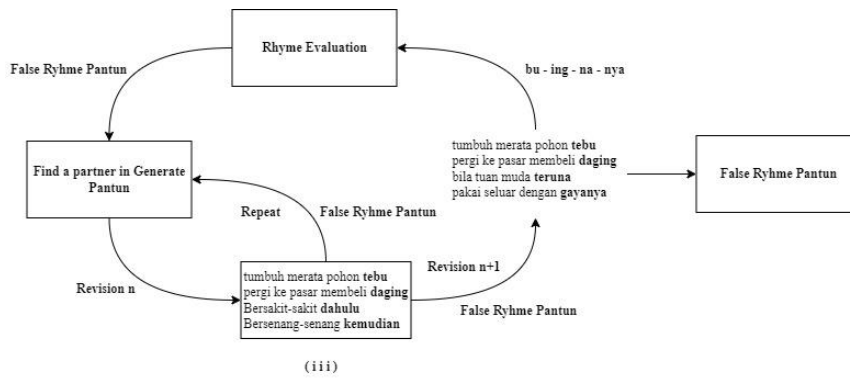 Rhyme Evaluation
False Ryhme Pantun
bu - ing - na - nya
Find a partner in Generate
Pantun
tumbuh merata pohon tebu
pergi ke pasar membeli daging
bila tuan muda teruna
pakai seluar dengan gayanya
False Ryhme Pantun
Repeat
False Ryhme Pantun
Revision n
tumbuh merata pohon tebu
pergi ke pasar membeli daging
Bersakit-sakit dahulu
Bersenang-senang kemudian
Revision n+1
False Ryhme Pantun
( i i i )